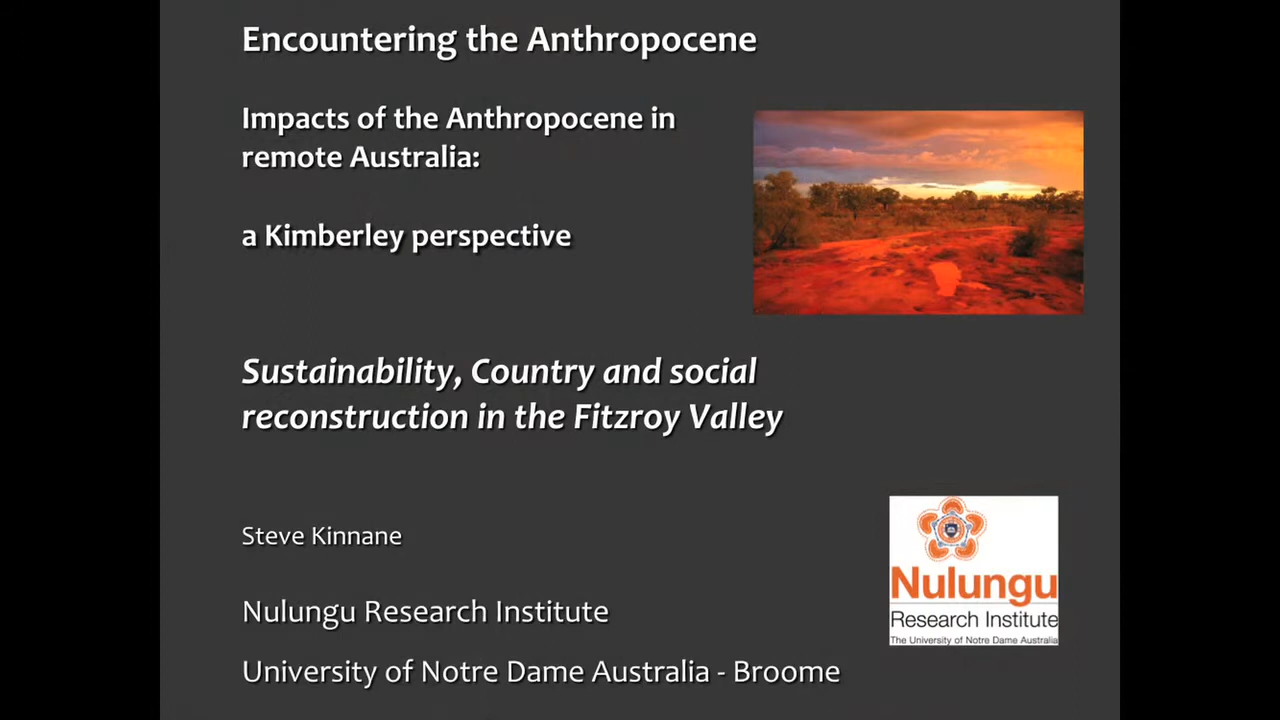 Encountering the Anthropocene
Impacts of the Anthropocene in
remote Australia:
a Kimberley perspective
Sustainability, Country and social
reconstruction in the Fitzroy Valley
Steve Kinnane
Nulungu Research Institute
University of Notre Dame Australia - Broome
Nulungu
Research Institute
The University of Notre Dame Australia